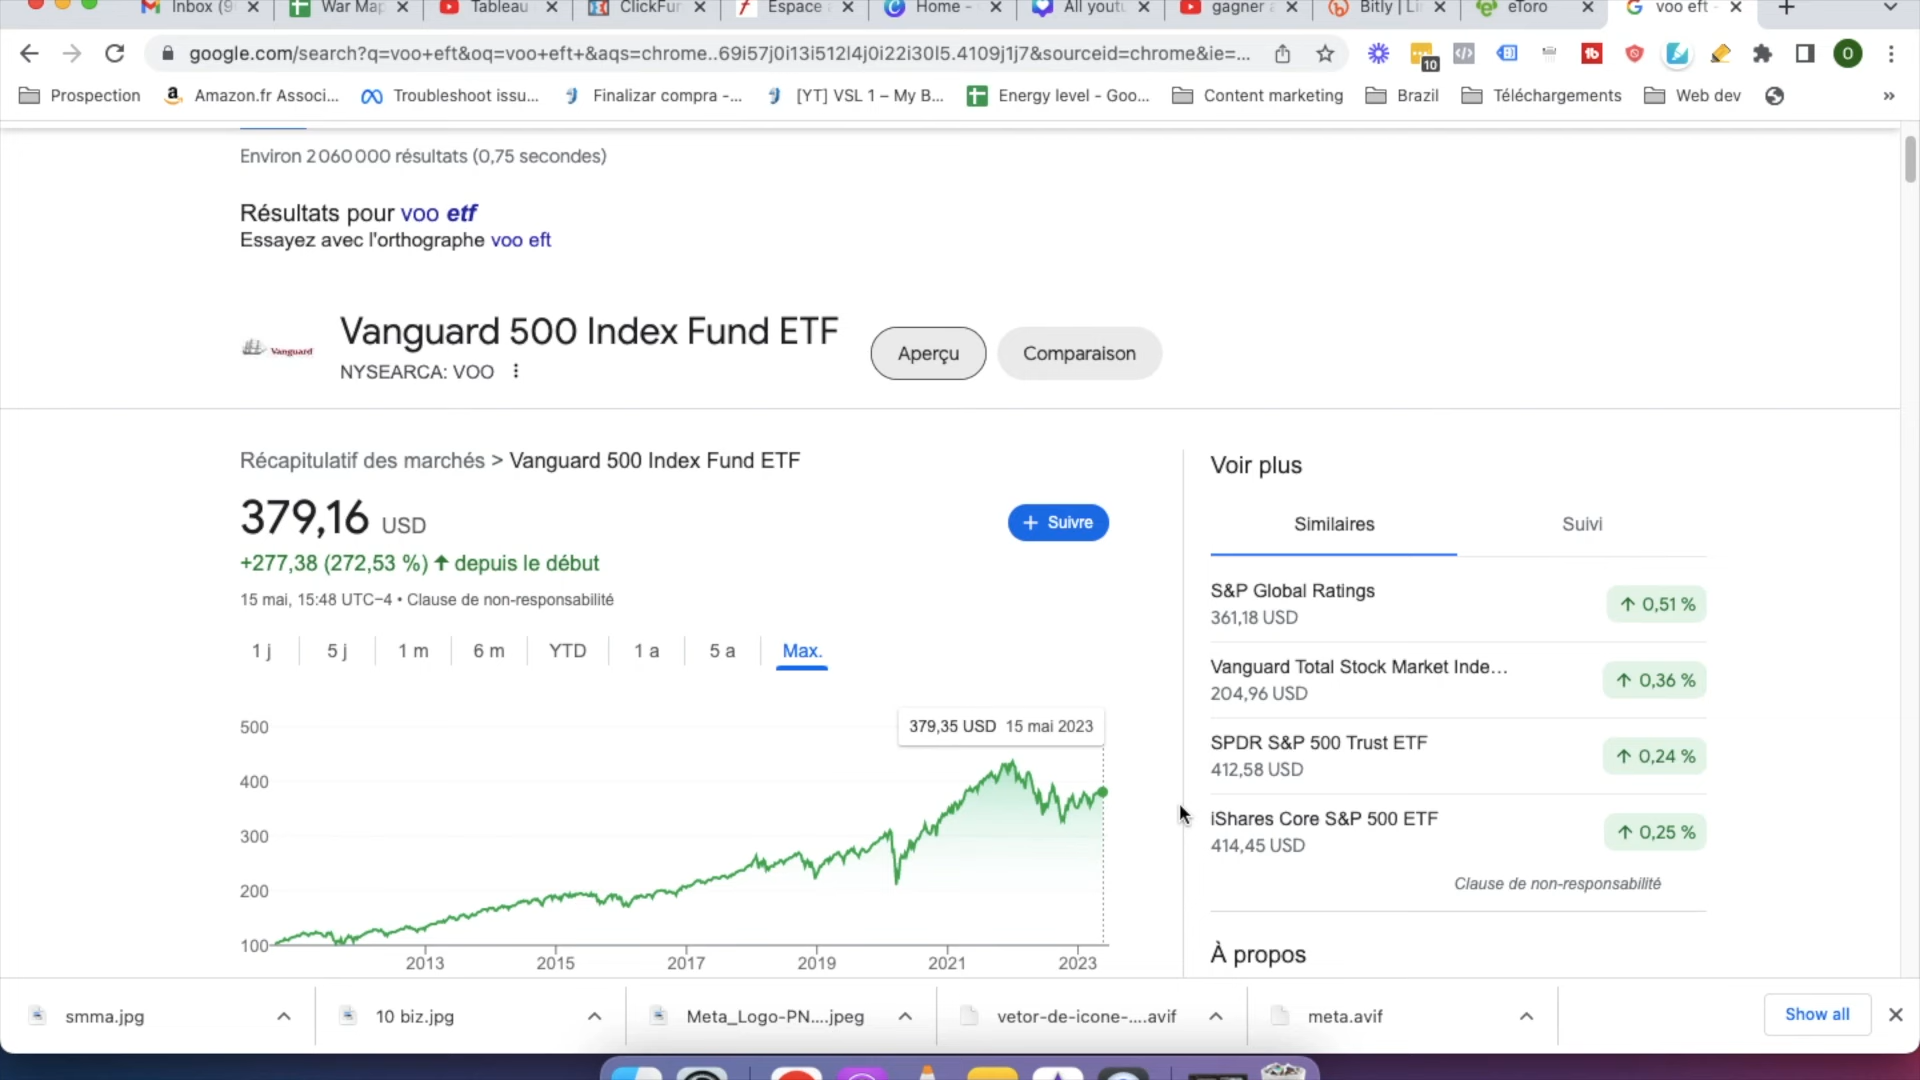 Inbox (9
War Map
Tableau
ClickFun
Espace
Home -
All youtu
gagner a
Bitly | Li
eToro
voo eft -
google.com/search?q=voo+eft&oq=voo+eft+&aqs=chrome..69i57j0i13i512l4j0i22i30l5.4109j1j7&sourceid=chrome&ie=...
10
O
Prospection
Amazon.fr Associ...
Troubleshoot issu...
Finalizar compra -...
[YT] VSL 1 – My B...
Energy level - Goo...
Content marketing
Brazil
Téléchargements
Web dev
»
Environ 2 060 000 résultats (0,75 secondes)
Résultats pour voo etf
Essayez avec l'orthographe voo eft
Vanguard
Vanguard 500 Index Fund ETF
NYSEARCA: VOO
Aperçu
Comparaison
Récapitulatif des marchés > Vanguard 500 Index Fund ETF
379,16 USD
+ Suivre
+277,38 (272,53 %) ↑ depuis le début
15 mai, 15:48 UTC−4 • Clause de non-responsabilité
1 j
5 j
1 m
6 m
YTD
1 a
5 a
Max.
379,35 USD 15 mai 2023
500
400
300
200
100
2013
2015
2017
2019
2021
2023
Voir plus
Similaires
Suivi
S&P Global Ratings
361,18 USD
↑ 0,51 %
Vanguard Total Stock Market Inde...
204,96 USD
↑ 0,36 %
SPDR S&P 500 Trust ETF
412,58 USD
↑ 0,24 %
iShares Core S&P 500 ETF
414,45 USD
↑ 0,25 %
Clause de non-responsabilité
À propos
smma.jpg
10 biz.jpg
Meta_Logo-PN....jpeg
vetor-de-icone-....avif
meta.avif
Show all